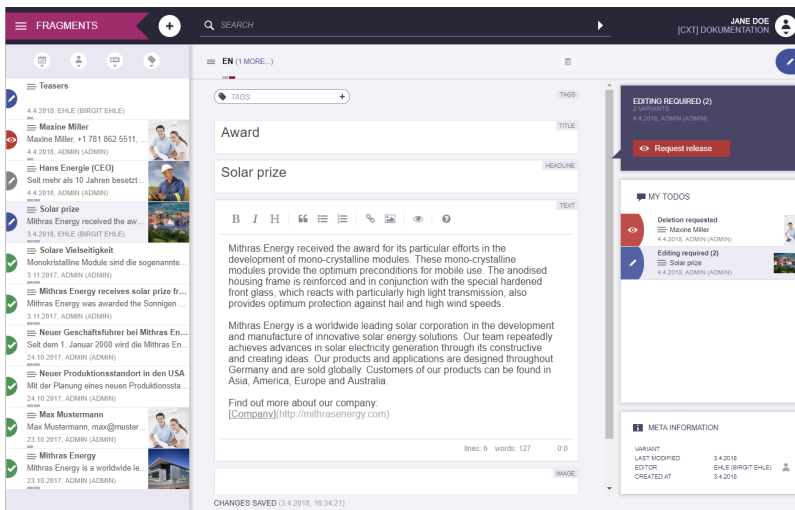 FRAGMENTS
SEARCH
JANE DOE
[CXT] DOKUMENTATION
EN (1 MORE...)
Teasers
4.4.2018, EHLE (BIRGIT EHLE)
Maxine Miller
Maxine Miller, +1 781 862 5511, ...
4.4.2018, ADMIN (ADMIN)
Hans Energie (CEO)
Seit mehr als 10 Jahren besetzt ...
4.4.2018, ADMIN (ADMIN)
Solar prize
Mithras Energy received the aw...
3.4.2018, EHLE (BIRGIT EHLE)
Solare Vielseitigkeit
Monokristalline Module sind die sogenannte...
3.11.2017, ADMIN (ADMIN)
Mithras Energy receives solar prize fr...
Mithras Energy was awarded the Sonnigen ...
3.11.2017, ADMIN (ADMIN)
Neuer Geschäftsführer bei Mithras En...
Seit dem 1. Januar 2008 wird die Mithras En...
24.10.2017, ADMIN (ADMIN)
Neuer Produktionsstandort in den USA
Mit der Planung eines neuen Produktionssta...
24.10.2017, ADMIN (ADMIN)
Max Mustermann
Max Mustermann, max@muster...
23.10.2017, ADMIN (ADMIN)
Mithras Energy
Mithras Energy is a worldwide le...
23.10.2017, ADMIN (ADMIN)
TAGS
TAGS
Award
TITLE
Solar prize
HEADLINE
TEXT
B I H
Mithras Energy received the award for its particular efforts in the
development of mono-crystalline modules. These mono-crystalline
modules provide the optimum preconditions for mobile use. The anodised
housing frame is reinforced and in conjunction with the special hardened
front glass, which reacts with particularly high light transmission, also
provides optimum protection against hail and high wind speeds.
Mithras Energy is a worldwide leading solar corporation in the development
and manufacture of innovative solar energy solutions. Our team repeatedly
achieves advances in solar electricity generation through its constructive
and creating ideas. Our products and applications are designed throughout
Germany and are sold globally. Customers of our products can be found in
Asia, America, Europe and Australia.
Find out more about our company:
[Company](http://mithrasenergy.com)
lines: 6 words: 127 0:0
IMAGE
CHANGES SAVED (3.4.2018, 16:34:21)
EDITING REQUIRED (2)
2 VARIANTS
4.4.2018, ADMIN (ADMIN)
Request release
MY TODOS
Deletion requested
Maxine Miller
4.4.2018, ADMIN (ADMIN)
Editing required (2)
Solar prize
4.4.2018, ADMIN (ADMIN)
META INFORMATION
VARIANT
LAST MODIFIED 3.4.2018
EDITOR EHLE (BIRGIT EHLE)
CREATED AT 3.4.2018